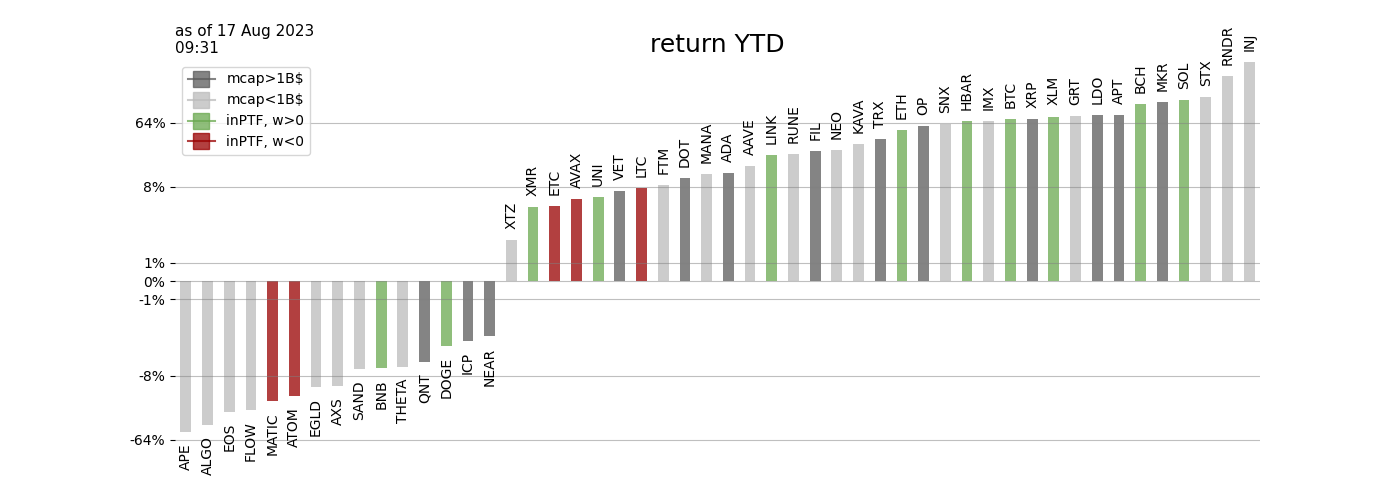 as of 17 Aug 2023
09:31
return YTD
mcap>1B$
mcap<1B$
inPTF, w>0
inPTF, w<0
64%
8%
1%
0%
-1%
-8%
-64%
APE
ALGO
EOS
FLOW
MATIC
ATOM
EGLD
AXS
SAND
BNB
THETA
QNT
DOGE
ICP
NEAR
XTZ
XMR
ETC
AVAX
UNI
VET
LTC
FTM
DOT
MANA
ADA
AAVE
LINK
RUNE
FIL
NEO
KAVA
TRX
ETH
OP
SNX
HBAR
IMX
BTC
XRP
XLM
GRT
LDO
APT
BCH
MKR
SOL
STX
RNDR
INJ